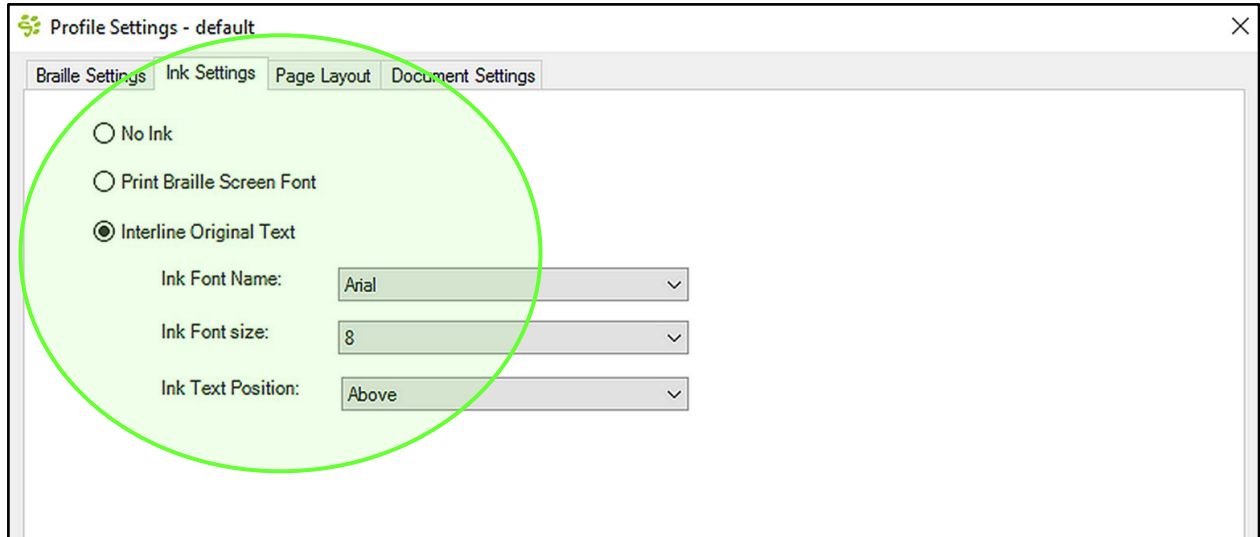 Profile Settings - default
Braille Settings Ink Settings Page Layout Document Settings
No Ink
Print Braille Screen Font
Interline Original Text
Ink Font Name: Arial
Ink Font size: 8
Ink Text Position: Above